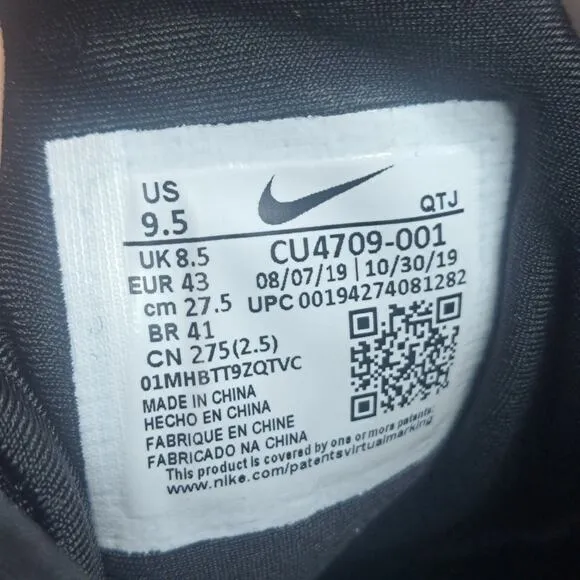 US
9.5
QTJ
UK 8.5
CU4709-001
EUR 43
08/07/19 | 10/30/19
cm 27.5
UPC 00194274081282
BR 41
CN 275(2.5)
01MHBTT9ZQTVC
MADE IN CHINA
HECHO EN CHINA
FABRIQUE EN CHINE
FABRICADO NA CHINA
This product is covered by one or more patents:
www.nike.com/patentsvirtualmarking